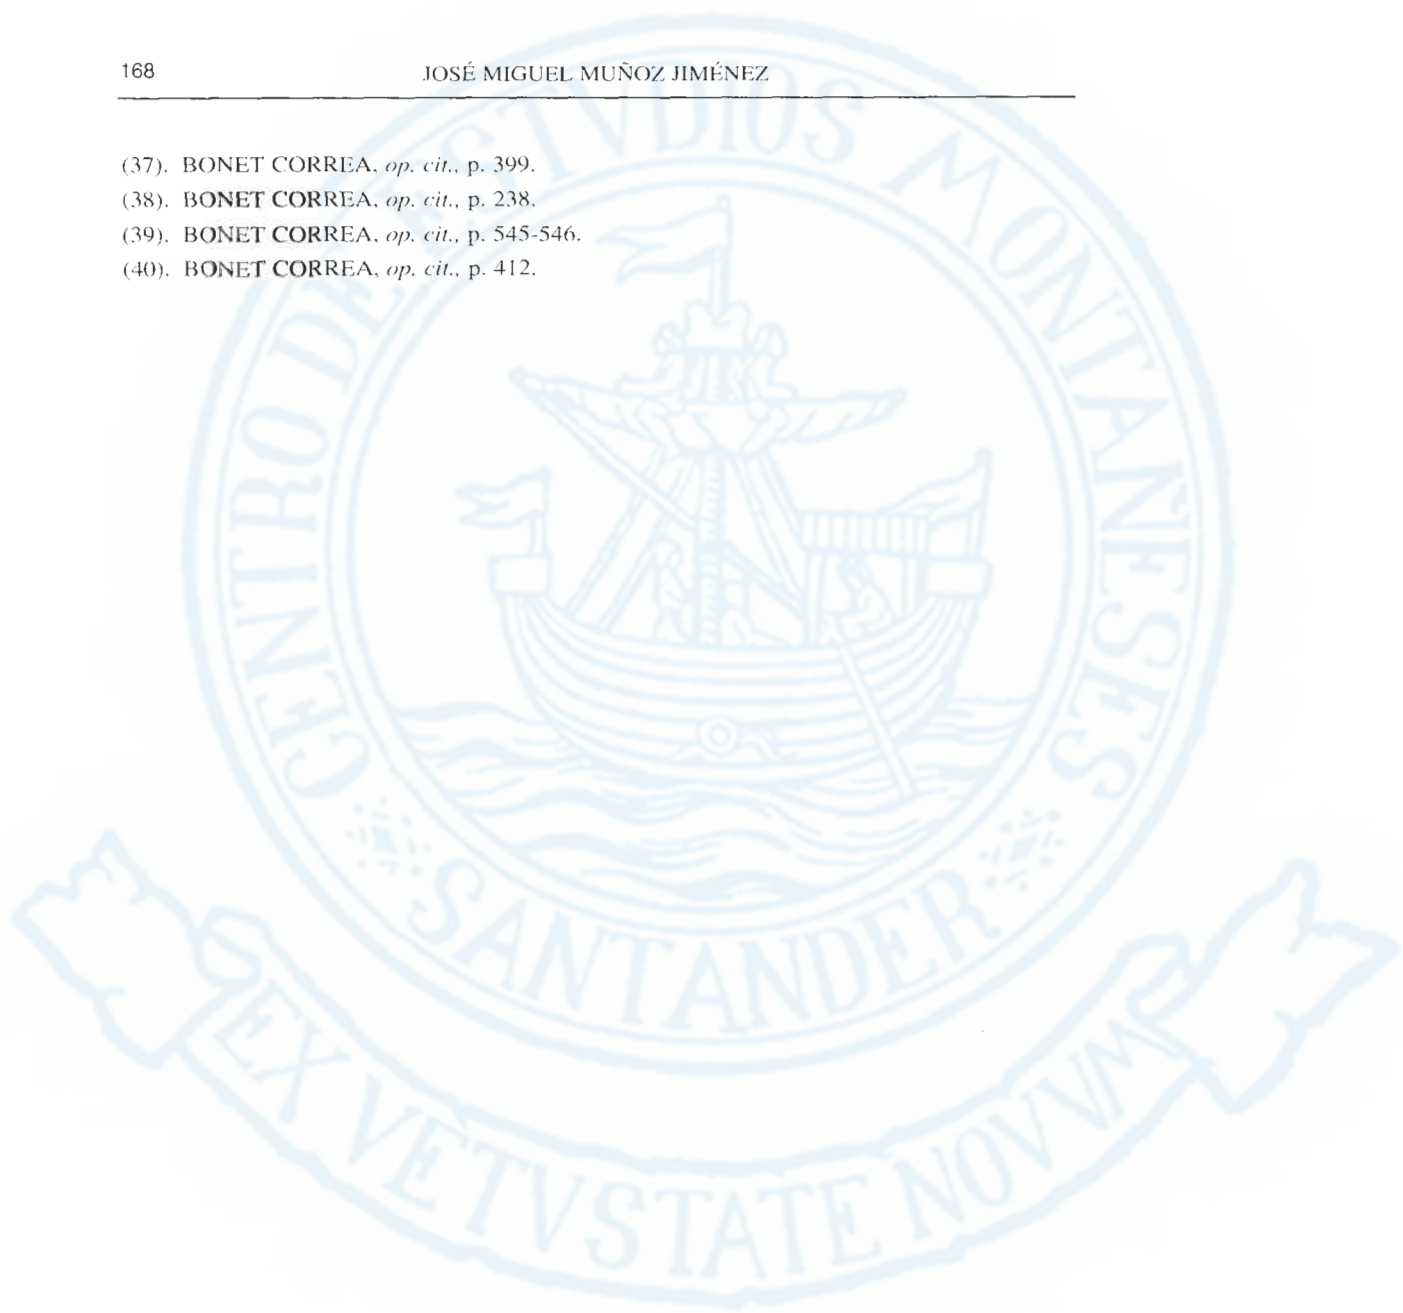 168 JOSÉ MIGUEL MUÑOZ JIMÉNEZ
(37). BONET CORREA, op. cit., p. 399.
(38). BONET CORREA, op. cit., p. 238.
(39). BONET CORREA, op. cit., p. 545-546.
(40). BONET CORREA, op. cit., p. 412.
CENTRO DE ESTVDIOS MONTAÑESES
SANTANDER
EX VETVSTATE NOVVM